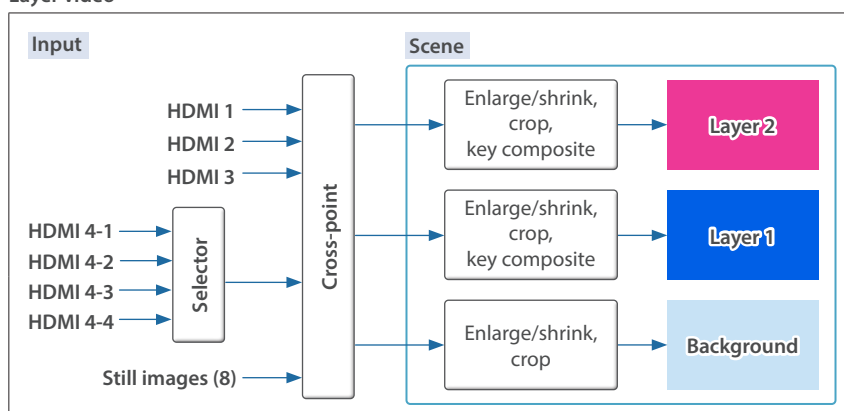 Input
Scene
HDMI 1
HDMI 2
HDMI 3
HDMI 4-1
HDMI 4-2
HDMI 4-3
HDMI 4-4
Selector
Still images (8)
Cross-point
Enlarge/shrink,
crop,
key composite
Layer 2
Enlarge/shrink,
crop,
key composite
Layer 1
Enlarge/shrink,
crop
Background